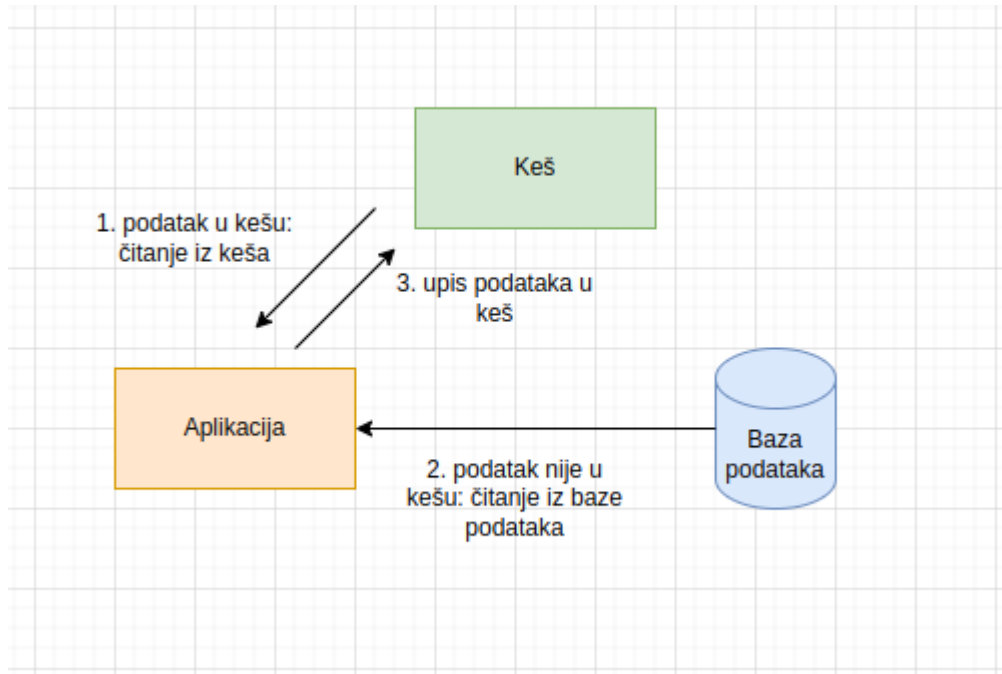 Keš
1. podatak u kešu:
čitanje iz keša
3. upis podataka u
keš
Aplikacija
Baza
podataka
2. podatak nije u
kešu: čitanje iz baze
podataka